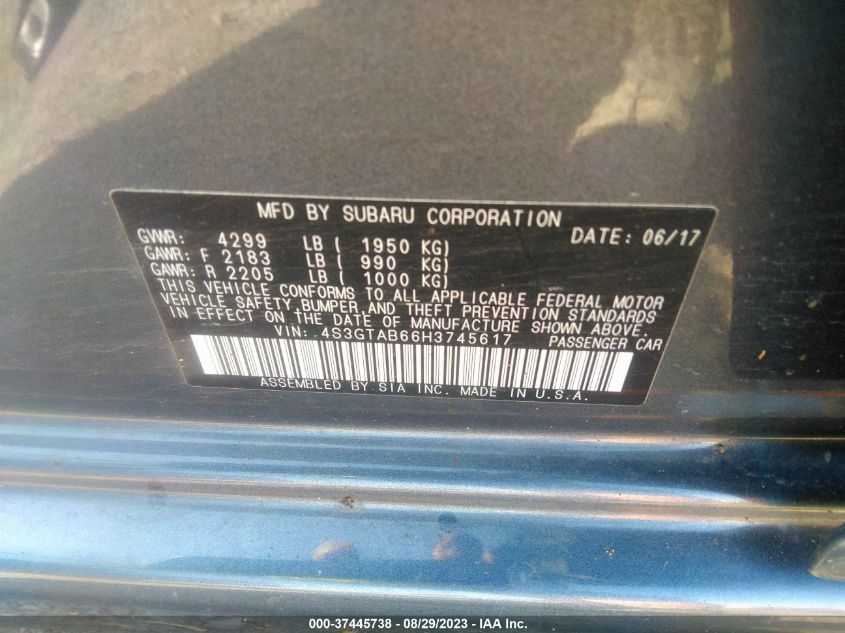 MFD BY SUBARU CORPORATION
DATE: 06/17
GVWR: 4299 LB ( 1950 KG)
GAWR: F 2183 LB ( 990 KG)
GAWR: R 2205 LB ( 1000 KG)
THIS VEHICLE CONFORMS TO ALL APPLICABLE FEDERAL MOTOR
VEHICLE SAFETY, BUMPER, AND THEFT PREVENTION STANDARDS
IN EFFECT ON THE DATE OF MANUFACTURE SHOWN ABOVE.
VIN: 4S3GTAB66H3745617 PASSENGER CAR
ASSEMBLED BY SIA INC. MADE IN U.S.A.
000-37445738 - 08/29/2023 - IAA Inc.